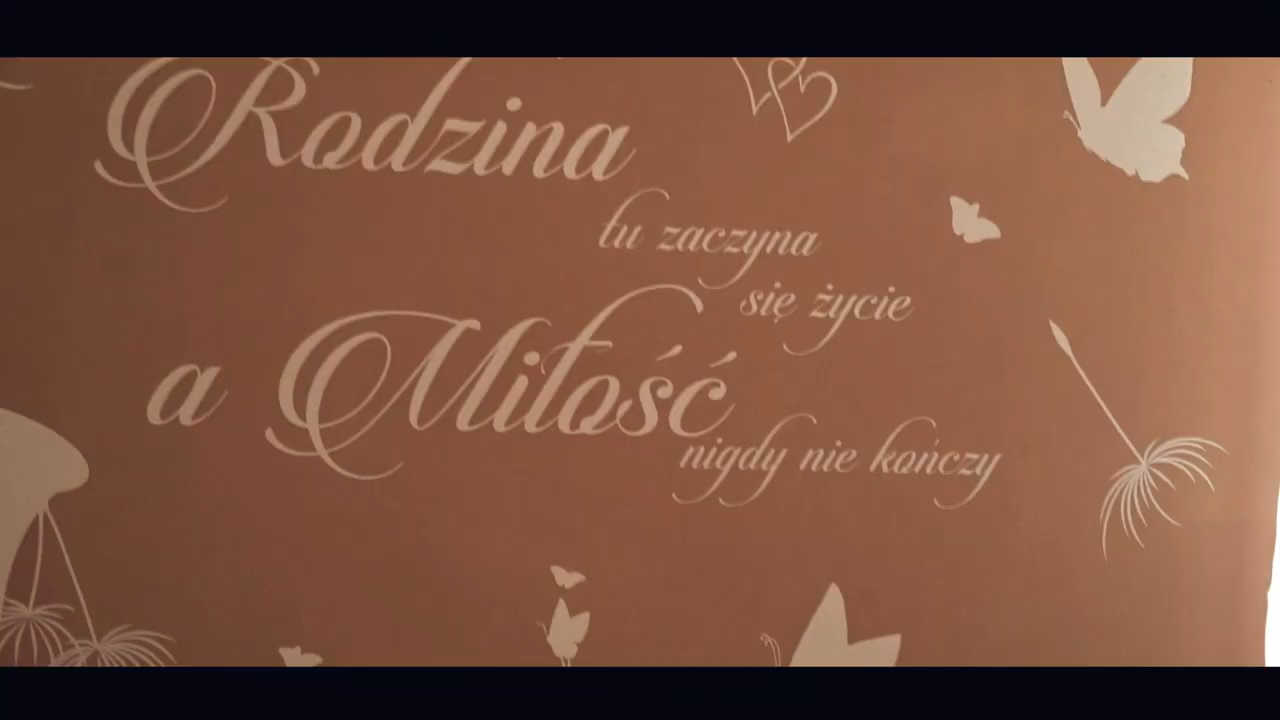 Rodzina
tu zaczyna
się życie
a Miłość
nigdy nie kończy